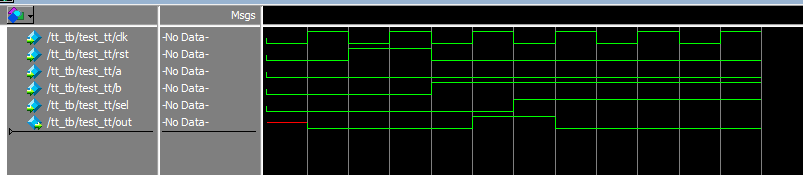 Msgs
/tt_tb/test_tt/clk -No Data-
/tt_tb/test_tt/rst -No Data-
/tt_tb/test_tt/a -No Data-
/tt_tb/test_tt/b -No Data-
/tt_tb/test_tt/sel -No Data-
/tt_tb/test_tt/out -No Data-